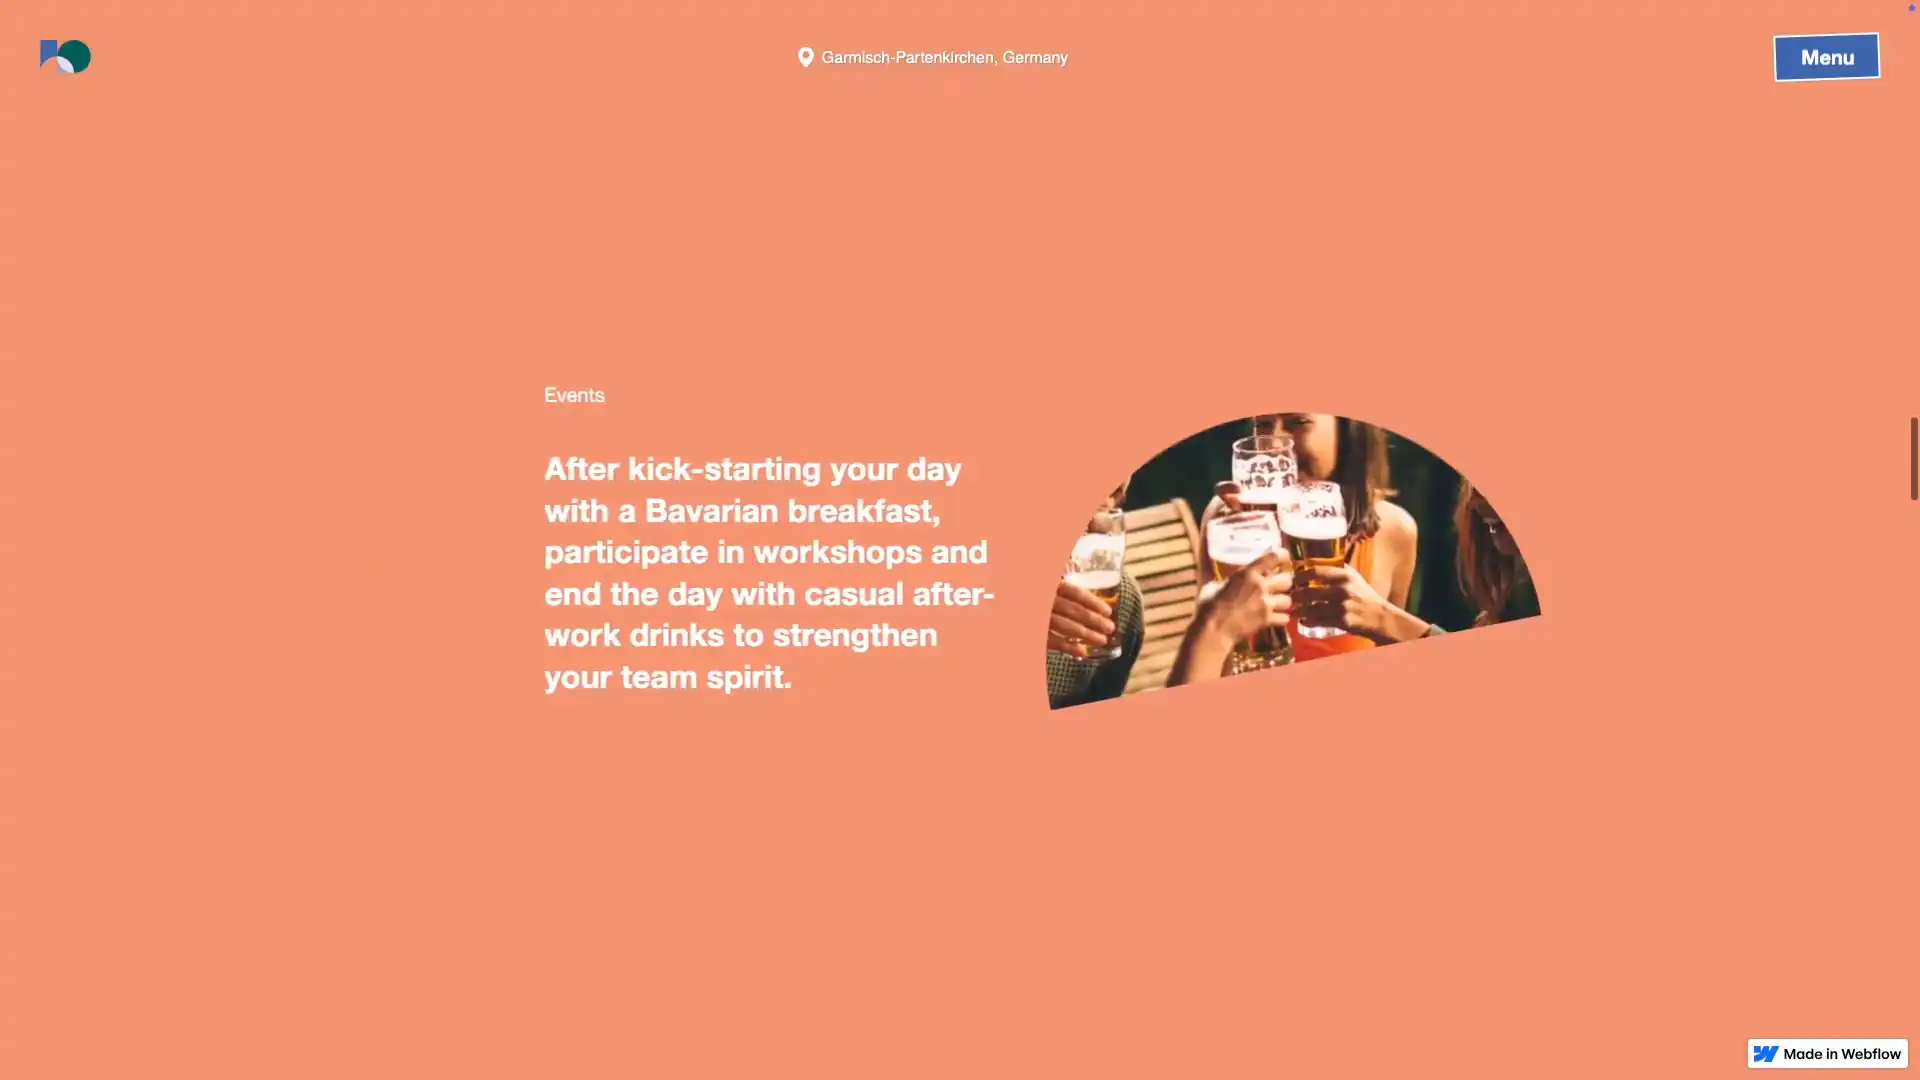 Garmisch-Partenkirchen, Germany
Menu
Events
After kick-starting your day
with a Bavarian breakfast,
participate in workshops and
end the day with casual after-
work drinks to strengthen
your team spirit.
Made in Webflow